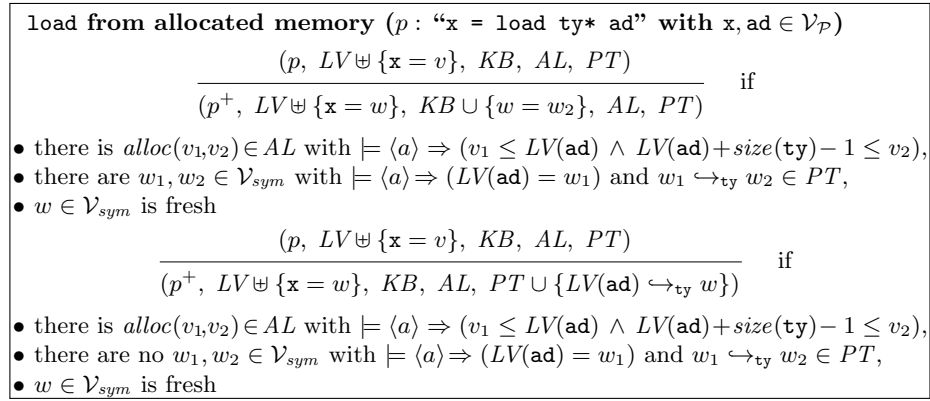 load from allocated memory (p : “x = load ty* ad” with x, ad ∈ 𝒱_𝒫)
(p, LV ⊎ {x = v}, KB, AL, PT)
(p⁺, LV ⊎ {x = w}, KB ∪ {w = w₂}, AL, PT)
if
• there is alloc(v₁,v₂) ∈ AL with ⊨ ⟨a⟩ ⇒ (v₁ ≤ LV(ad) ∧ LV(ad)+size(ty)− 1 ≤ v₂),
• there are w₁, w₂ ∈ 𝒱_sym with ⊨ ⟨a⟩ ⇒ (LV(ad) = w₁) and w₁ ↪_ty w₂ ∈ PT,
• w ∈ 𝒱_sym is fresh
(p, LV ⊎ {x = v}, KB, AL, PT)
(p⁺, LV ⊎ {x = w}, KB, AL, PT ∪ {LV(ad) ↪_ty w})
if
• there is alloc(v₁,v₂) ∈ AL with ⊨ ⟨a⟩ ⇒ (v₁ ≤ LV(ad) ∧ LV(ad)+size(ty)− 1 ≤ v₂),
• there are no w₁, w₂ ∈ 𝒱_sym with ⊨ ⟨a⟩ ⇒ (LV(ad) = w₁) and w₁ ↪_ty w₂ ∈ PT,
• w ∈ 𝒱_sym is fresh